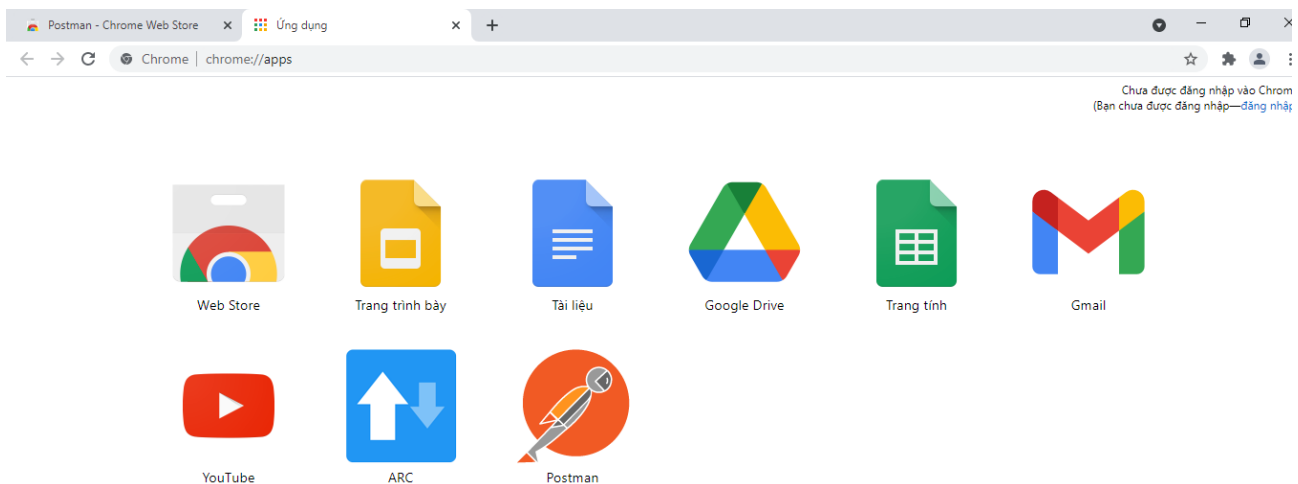 Postman - Chrome Web Store
Ứng dụng
Chrome | chrome://apps
Chưa được đăng nhập vào Chrom
(Bạn chưa được đăng nhập—đăng nhập
Web Store
Trang trình bày
Tài liệu
Google Drive
Trang tính
Gmail
YouTube
ARC
Postman